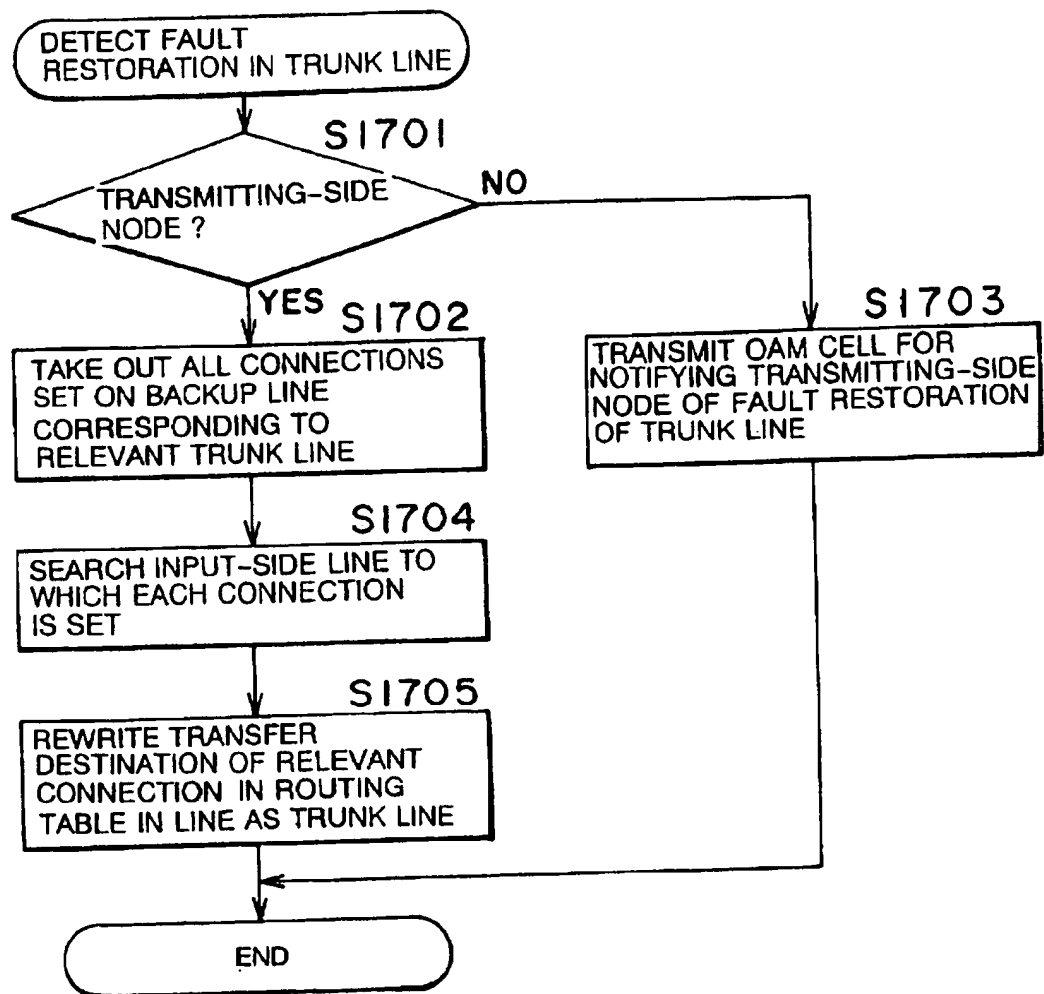 DETECT FAULT
RESTORATION IN TRUNK LINE
S1701
TRANSMITTING-SIDE
NODE ?
NO
YES
S1702
TAKE OUT ALL CONNECTIONS
SET ON BACKUP LINE
CORRESPONDING TO
RELEVANT TRUNK LINE
S1703
TRANSMIT OAM CELL FOR
NOTIFYING TRANSMITTING-SIDE
NODE OF FAULT RESTORATION
OF TRUNK LINE
S1704
SEARCH INPUT-SIDE LINE TO
WHICH EACH CONNECTION
IS SET
S1705
REWRITE TRANSFER
DESTINATION OF RELEVANT
CONNECTION IN ROUTING
TABLE IN LINE AS TRUNK LINE
END